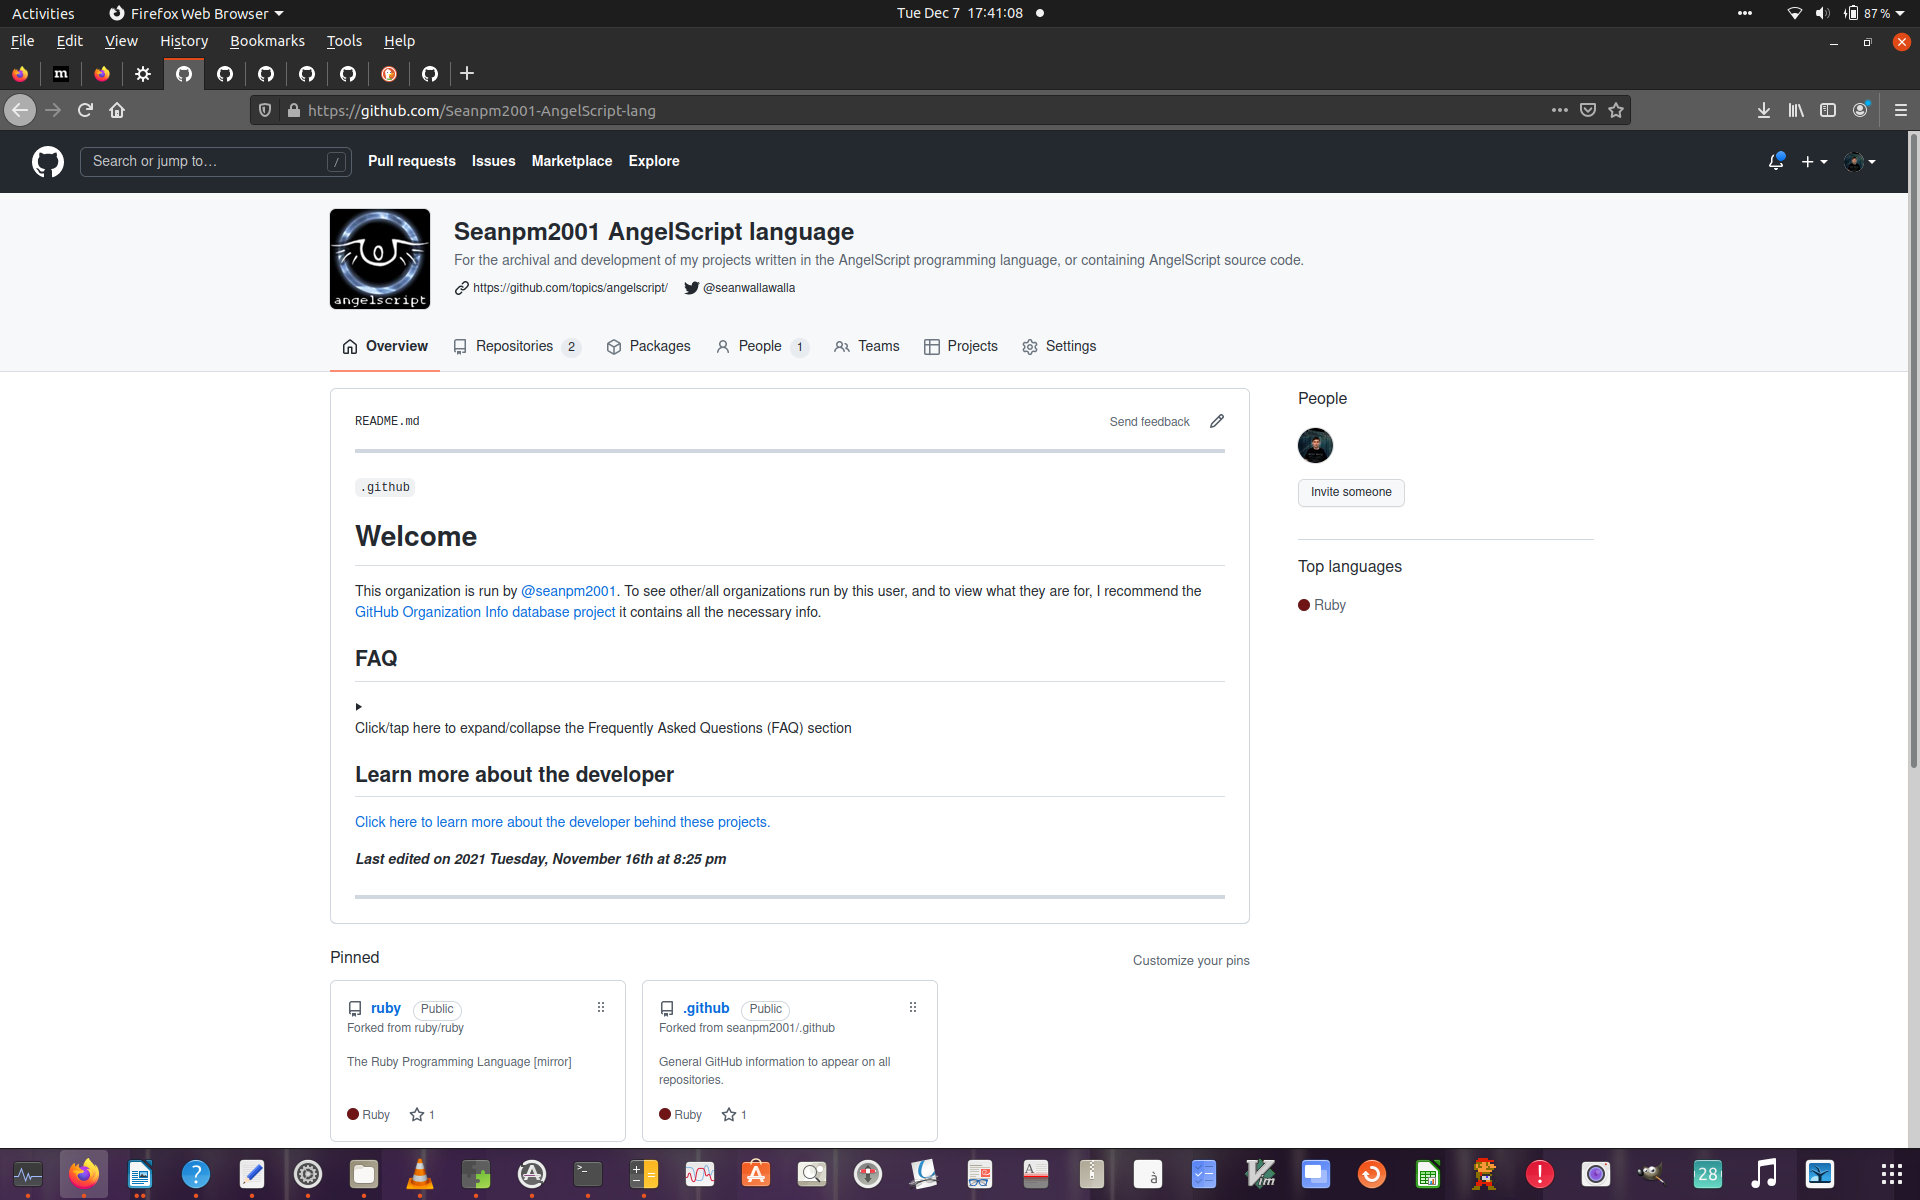 Activities
Firefox Web Browser
Tue Dec 7 17:41:08
87 %
File Edit View History Bookmarks Tools Help
m
https://github.com/Seanpm2001-AngelScript-lang
Search or jump to…
/
Pull requests Issues Marketplace Explore
angelscript
Seanpm2001 AngelScript language
For the archival and development of my projects written in the AngelScript programming language, or containing AngelScript source code.
https://github.com/topics/angelscript/ @seanwallawalla
Overview Repositories 2 Packages People 1 Teams Projects Settings
README.md
Send feedback
.github
Welcome
This organization is run by @seanpm2001. To see other/all organizations run by this user, and to view what they are for, I recommend the
GitHub Organization Info database project it contains all the necessary info.
FAQ
Click/tap here to expand/collapse the Frequently Asked Questions (FAQ) section
Learn more about the developer
Click here to learn more about the developer behind these projects.
Last edited on 2021 Tuesday, November 16th at 8:25 pm
People
Invite someone
Top languages
Ruby
Pinned
Customize your pins
ruby Public
Forked from ruby/ruby
The Ruby Programming Language [mirror]
Ruby 1
.github Public
Forked from seanpm2001/.github
General GitHub information to appear on all
repositories.
Ruby 1
28